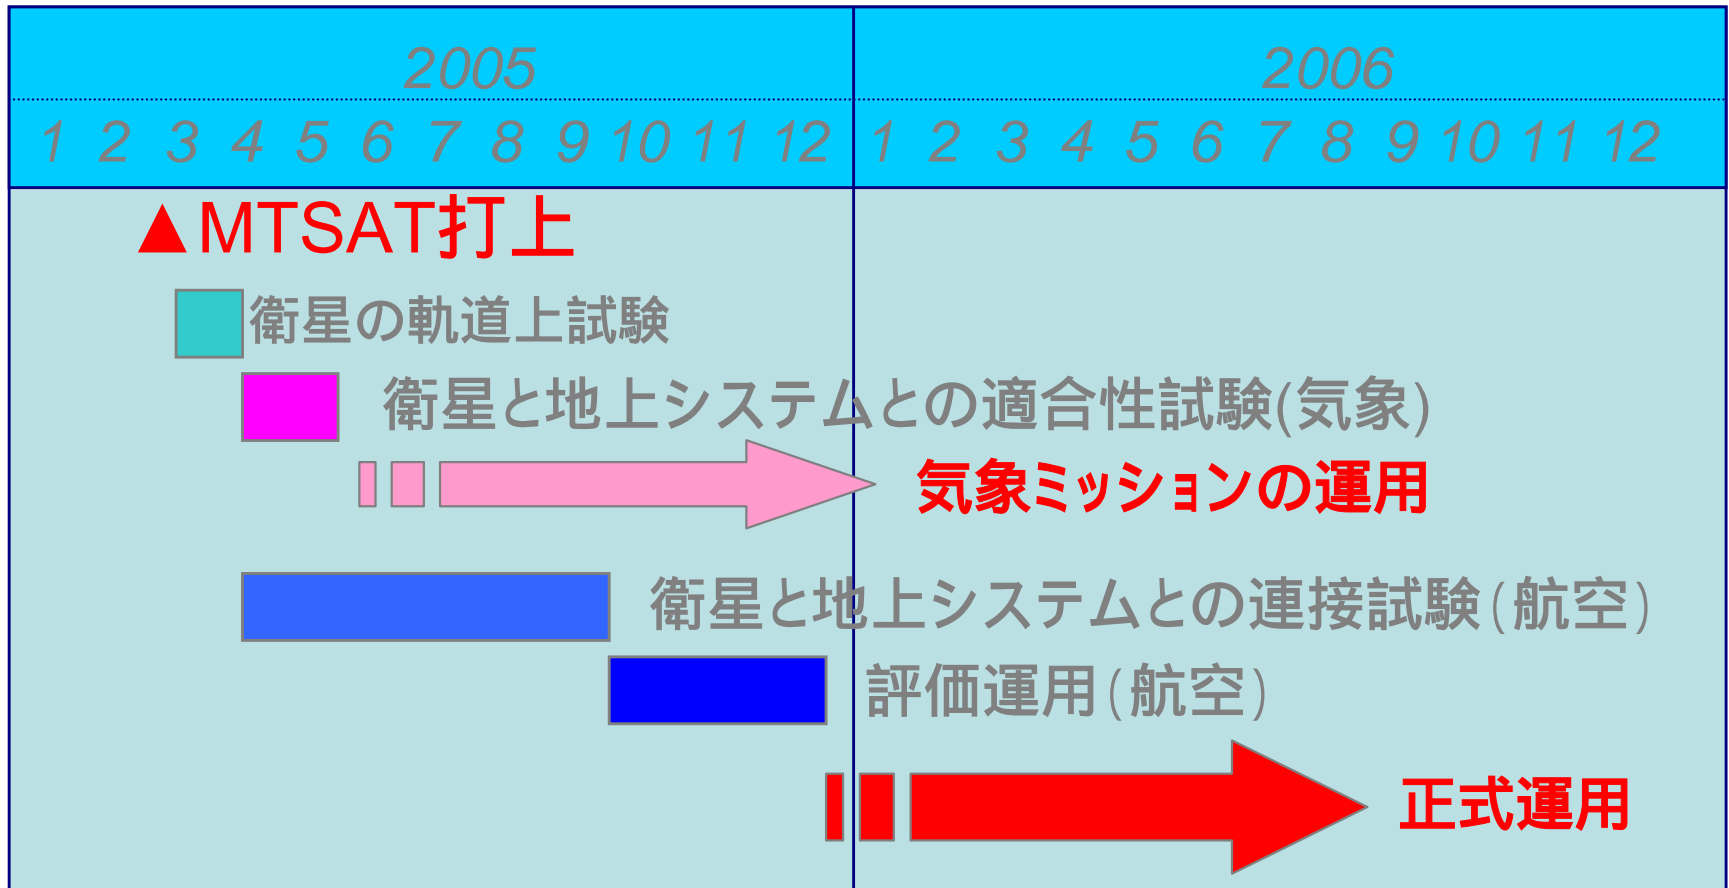 2005 2006
1 2 3 4 5 6 7 8 9 10 11 12 1 2 3 4 5 6 7 8 9 10 11 12
▲MTSAT打上
衛星の軌道上試験
衛星と地上システムとの適合性試験(気象)
気象ミッションの運用
衛星と地上システムとの連接試験(航空)
評価運用(航空)
正式運用